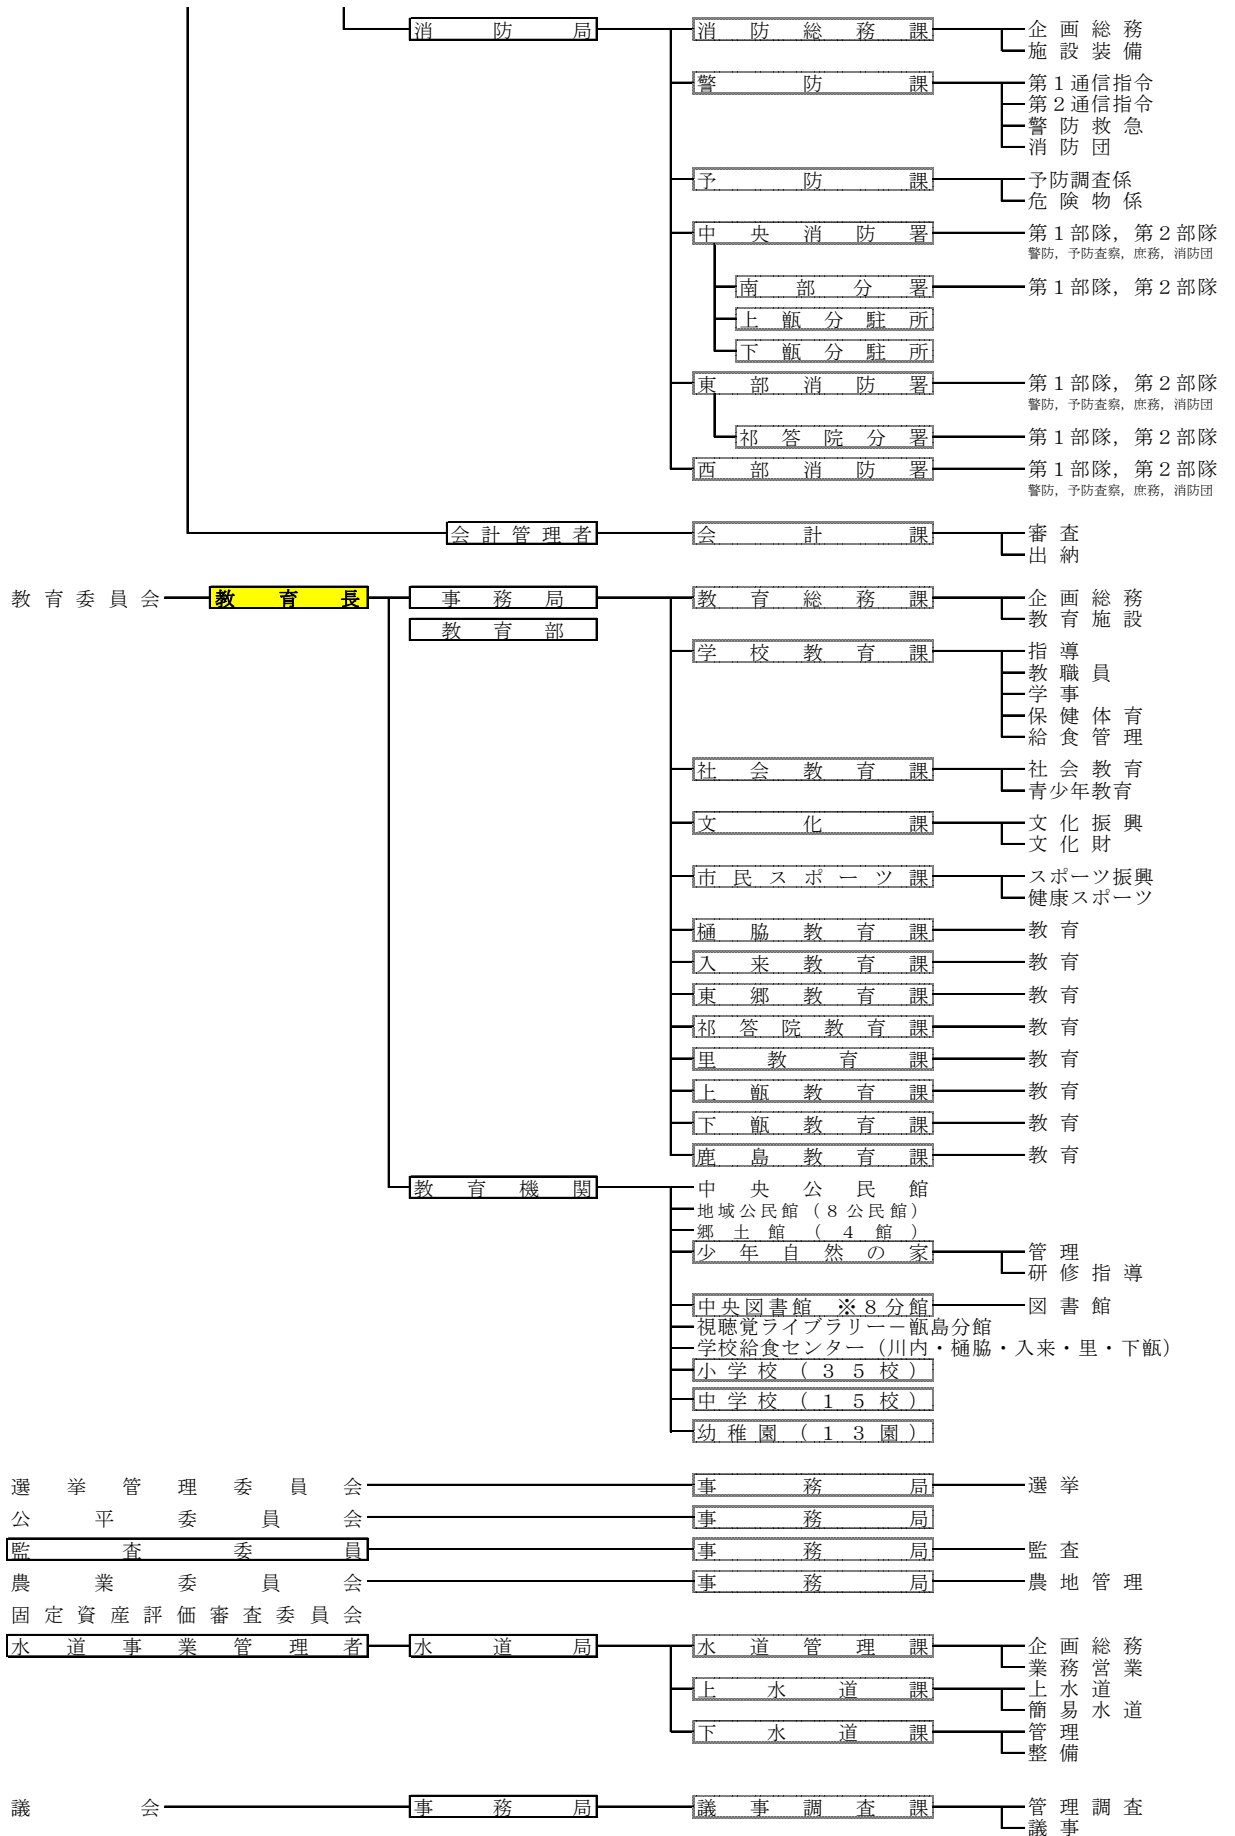 消防局 消防総務課 企画総務
施設装備
警防課 第１通信指令
第２通信指令
警防救急
消防団
予防課 予防調査係
危険物係
中央消防署 第１部隊，第２部隊
警防，予防査察，庶務，消防団
南部分署 第１部隊，第２部隊
上甑分駐所
下甑分駐所
東部消防署 第１部隊，第２部隊
警防，予防査察，庶務，消防団
祁答院分署 第１部隊，第２部隊
西部消防署 第１部隊，第２部隊
警防，予防査察，庶務，消防団
会計管理者 会計課 審査
出納
教育委員会 教育長 事務局 教育総務課 企画総務
教育施設
教育部
学校教育課 指導
教職員
学事
保健体育
給食管理
社会教育課 社会教育
青少年教育
文化課 文化振興
文化財
市民スポーツ課 スポーツ振興
健康スポーツ
樋脇教育課 教育
入来教育課 教育
東郷教育課 教育
祁答院教育課 教育
里教育課 教育
上甑教育課 教育
下甑教育課 教育
鹿島教育課 教育
教育機関 中央公民館
地域公民館（８公民館）
郷土館（４館）
少年自然の家 管理
研修指導
中央図書館 ※８分館 図書館
視聴覚ライブラリー－甑島分館
学校給食センター（川内・樋脇・入来・里・下甑）
小学校（３５校）
中学校（１５校）
幼稚園（１３園）
選挙管理委員会 事務局 選挙
公平委員会 事務局
監査委員 事務局 監査
農業委員会 事務局 農地管理
固定資産評価審査委員会
水道事業管理者 水道局 水道管理課 企画総務
業務営業
上水道課 上水道
簡易水道
下水道課 管理
整備
議会 事務局 議事調査課 管理調査
議事